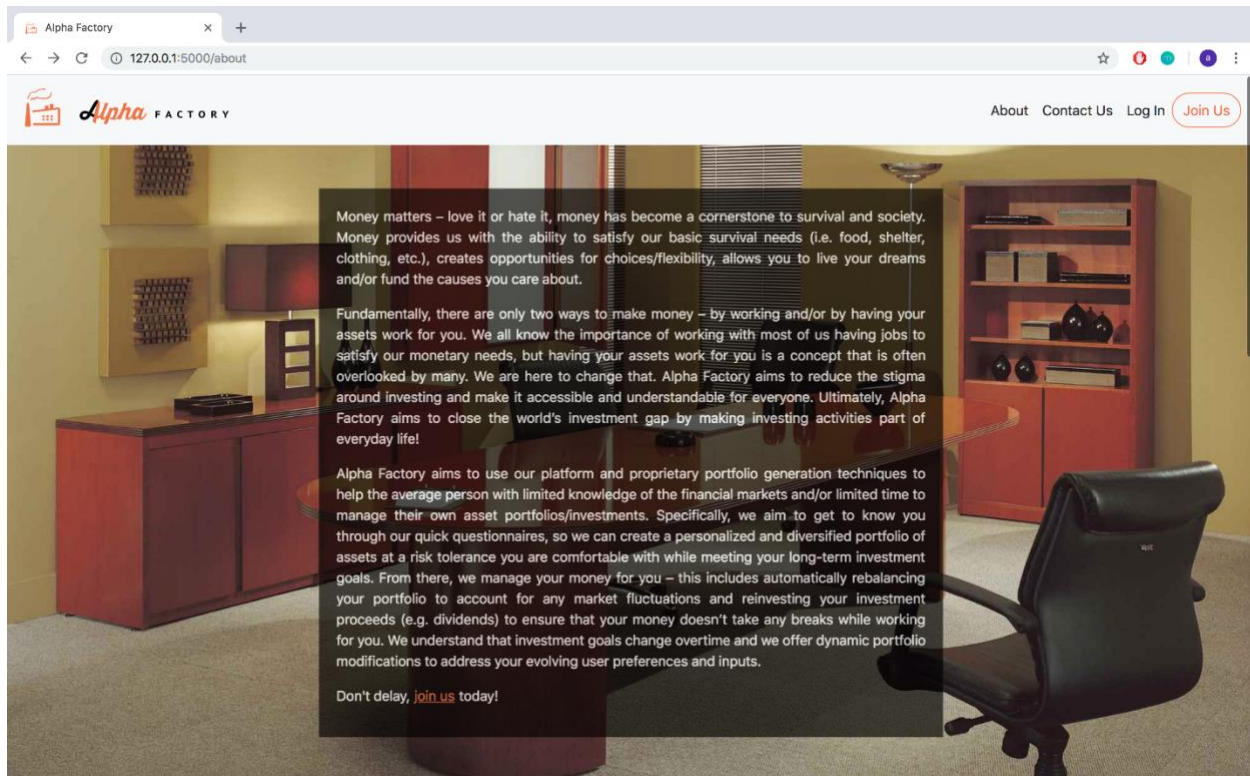 Alpha Factory
127.0.0.1:5000/about
a
Alpha FACTORY
About Contact Us Log In Join Us
Money matters – love it or hate it, money has become a cornerstone to survival and society.
Money provides us with the ability to satisfy our basic survival needs (i.e. food, shelter,
clothing, etc.), creates opportunities for choices/flexibility, allows you to live your dreams
and/or fund the causes you care about.
Fundamentally, there are only two ways to make money – by working and/or by having your
assets work for you. We all know the importance of working with most of us having jobs to
satisfy our monetary needs, but having your assets work for you is a concept that is often
overlooked by many. We are here to change that. Alpha Factory aims to reduce the stigma
around investing and make it accessible and understandable for everyone. Ultimately, Alpha
Factory aims to close the world's investment gap by making investing activities part of
everyday life!
Alpha Factory aims to use our platform and proprietary portfolio generation techniques to
help the average person with limited knowledge of the financial markets and/or limited time to
manage their own asset portfolios/investments. Specifically, we aim to get to know you
through our quick questionnaires, so we can create a personalized and diversified portfolio of
assets at a risk tolerance you are comfortable with while meeting your long-term investment
goals. From there, we manage your money for you – this includes automatically rebalancing
your portfolio to account for any market fluctuations and reinvesting your investment
proceeds (e.g. dividends) to ensure that your money doesn't take any breaks while working
for you. We understand that investment goals change overtime and we offer dynamic portfolio
modifications to address your evolving user preferences and inputs.
Don't delay, join us today!